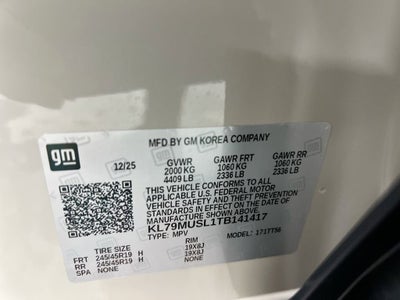 gm
MFD BY GM KOREA COMPANY
12/25 GVWR GAWR FRT GAWR RR
2000 KG 1060 KG 1060 KG
4409 LB 2336 LB 2336 LB
THIS VEHICLE CONFORMS TO ALL
APPLICABLE U.S. FEDERAL MOTOR
VEHICLE SAFETY AND THEFT PREVENTION
STANDARDS IN EFFECT ON THE DATE OF
MANUFACTURE SHOWN ABOVE.
KL79MUSL1TB141417
TYPE: MPV MODEL: 1TT56
TIRE SIZE RIM
FRT 245/45R19 H 19X8J
RR 245/45R19 H 19X8J
SPA NONE NONE